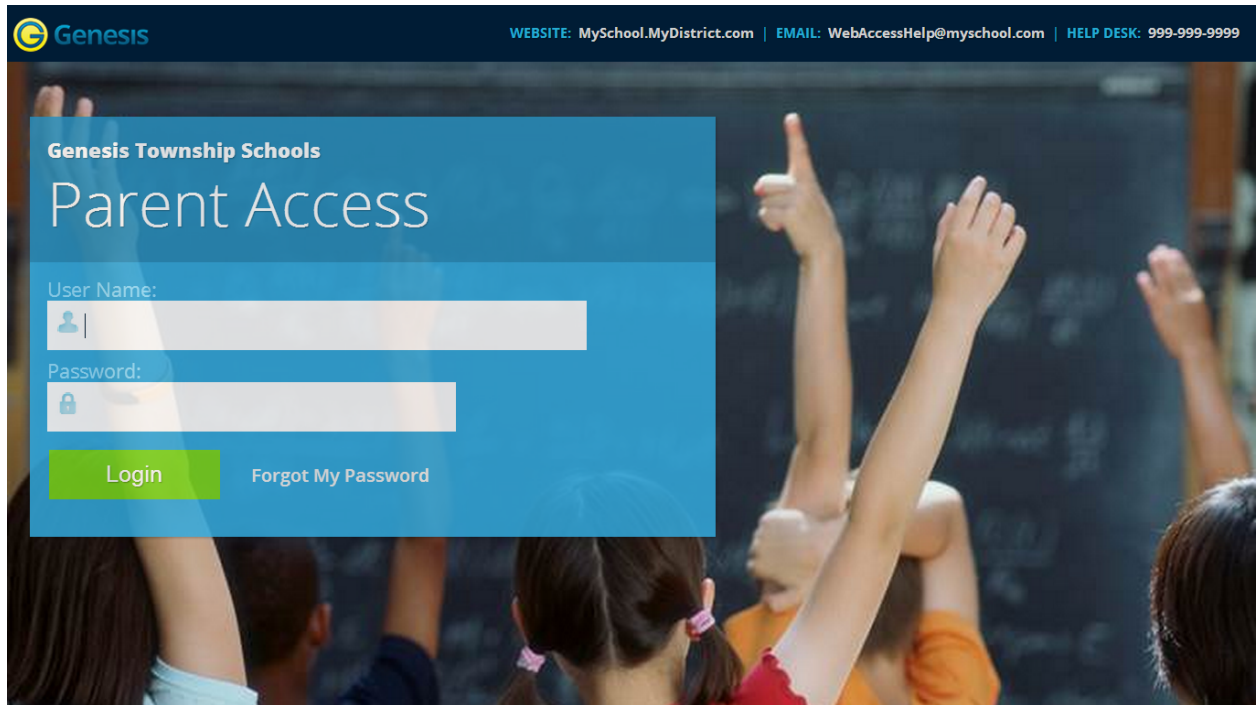 Genesis
WEBSITE: MySchool.MyDistrict.com | EMAIL: WebAccessHelp@myschool.com | HELP DESK: 999-999-9999
Genesis Township Schools
Parent Access
User Name:
Password:
Login Forgot My Password